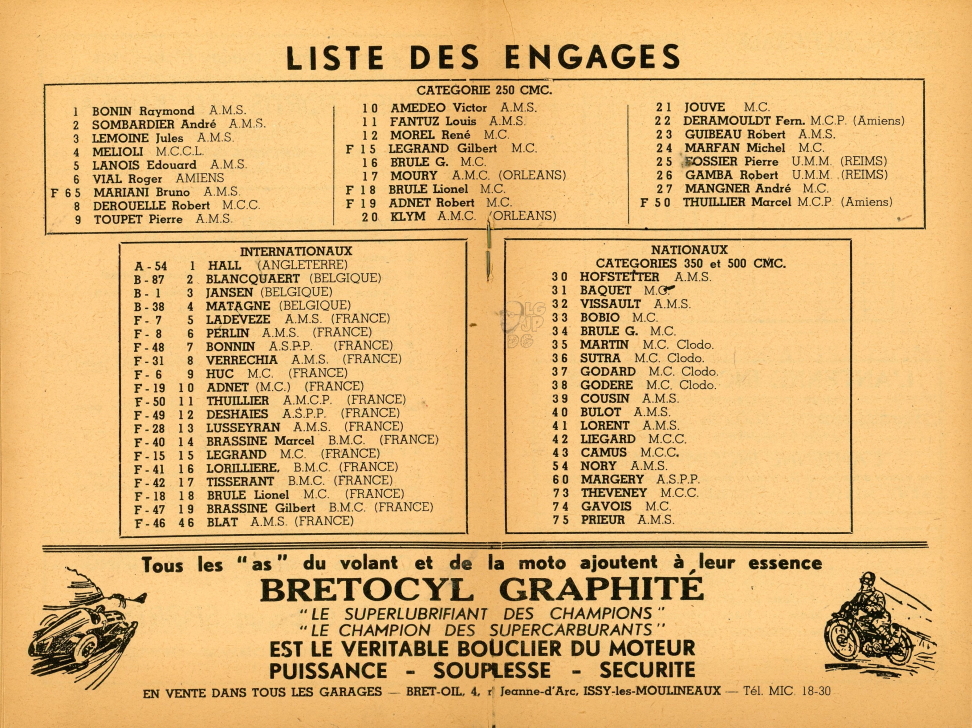 LISTE DES ENGAGES
CATEGORIE 250 CMC.
1 BONIN Raymond A.M.S.
2 SOMBARDIER André A.M.S.
3 LEMOINE Jules A.M.S.
4 MELIOLI M.C.C.L.
5 LANOIS Edouard A.M.S.
6 VIAL Roger AMIENS
F 65 MARIANI Bruno A.M.S.
8 DEROUELLE Robert M.C.C.
9 TOUPET Pierre A.M.S.
10 AMEDEO Victor A.M.S.
11 FANTUZ Louis A.M.S.
12 MOREL René M.C.
F 15 LEGRAND Gilbert M.C.
16 BRULE G. M.C.
17 MOURY A.M.C. (ORLEANS)
F 18 BRULE Lionel M.C.
F 19 ADNET Robert M.C.
20 KLYM A.M.C. (ORLEANS)
21 JOUVE M.C.
22 DERAMOULDT Fern. M.C.P. (Amiens)
23 GUIBEAU Robert A.M.S.
24 MARFAN Michel M.C.
25 FOSSIER Pierre U.M.M. (REIMS)
26 GAMBA Robert U.M.M. (REIMS)
27 MANGNER André M.C.
F 50 THUILLIER Marcel M.C.P. (Amiens)
INTERNATIONAUX
A - 54 1 HALL (ANGLETERRE)
B - 87 2 BLANCQUAERT (BELGIQUE)
B - 1 3 JANSEN (BELGIQUE)
B - 38 4 MATAGNE (BELGIQUE)
F - 7 5 LADEVEZE A.M.S. (FRANCE)
F - 8 6 PERLIN A.M.S. (FRANCE)
F - 48 7 BONNIN A.S.P.P. (FRANCE)
F - 31 8 VERRECHIA A.M.S. (FRANCE)
F - 6 9 HUC M.C. (FRANCE)
F - 19 10 ADNET (M.C.) (FRANCE)
F - 50 11 THUILLIER A.M.C.P. (FRANCE)
F - 49 12 DESHAIES A.S.P.P. (FRANCE)
F - 28 13 LUSSEYRAN A.M.S. (FRANCE)
F - 40 14 BRASSINE Marcel B.M.C. (FRANCE)
F - 15 15 LEGRAND M.C. (FRANCE)
F - 41 16 LORILLIERE. B.M.C. (FRANCE)
F - 42 17 TISSERANT B.M.C. (FRANCE)
F - 18 18 BRULE Lionel M.C. (FRANCE)
F - 47 19 BRASSINE Gilbert B.M.C. (FRANCE)
F - 46 46 BLAT A.M.S. (FRANCE)
NATIONAUX
CATEGORIES 350 et 500 CMC.
30 HOFSTETTER A.M.S.
31 BAQUET M.C.
32 VISSAULT A.M.S.
33 BOBIO M.C.
34 BRULE G. M.C.
35 MARTIN M.C. Clodo.
36 SUTRA M.C. Clodo.
37 GODARD M.C. Clodo.
38 GODERE M.C. Clodo.
39 COUSIN A.M.S.
40 BULOT A.M.S.
41 LORENT A.M.S.
42 LIEGARD M.C.C.
43 CAMUS M.C.C.
54 NORY A.M.S.
60 MARGERY A.S.P.P.
73 THEVENEY M.C.C.
74 GAVOIS M.C.
75 PRIEUR A.M.S.
Tous les "as" du volant et de la moto ajoutent à leur essence
BRETOCYL GRAPHITÉ
"LE SUPERLUBRIFIANT DES CHAMPIONS"
"LE CHAMPION DES SUPERCARBURANTS"
EST LE VERITABLE BOUCLIER DU MOTEUR
PUISSANCE - SOUPLESSE - SECURITE
EN VENTE DANS TOUS LES GARAGES — BRET-OIL, 4, r Jeanne-d'Arc, ISSY-les-MOULINEAUX — Tél. MIC. 18-30